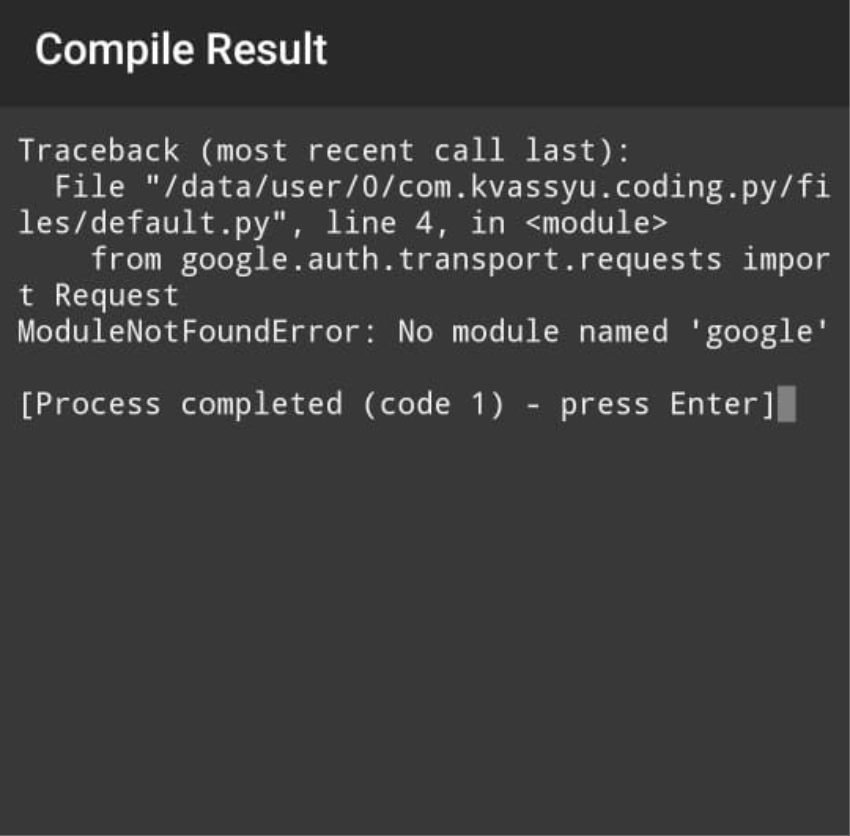 Compile Result
Traceback (most recent call last):
  File "/data/user/0/com.kvassyu.coding.py/fi
les/default.py", line 4, in <module>
    from google.auth.transport.requests impor
t Request
ModuleNotFoundError: No module named 'google'
[Process completed (code 1) - press Enter]